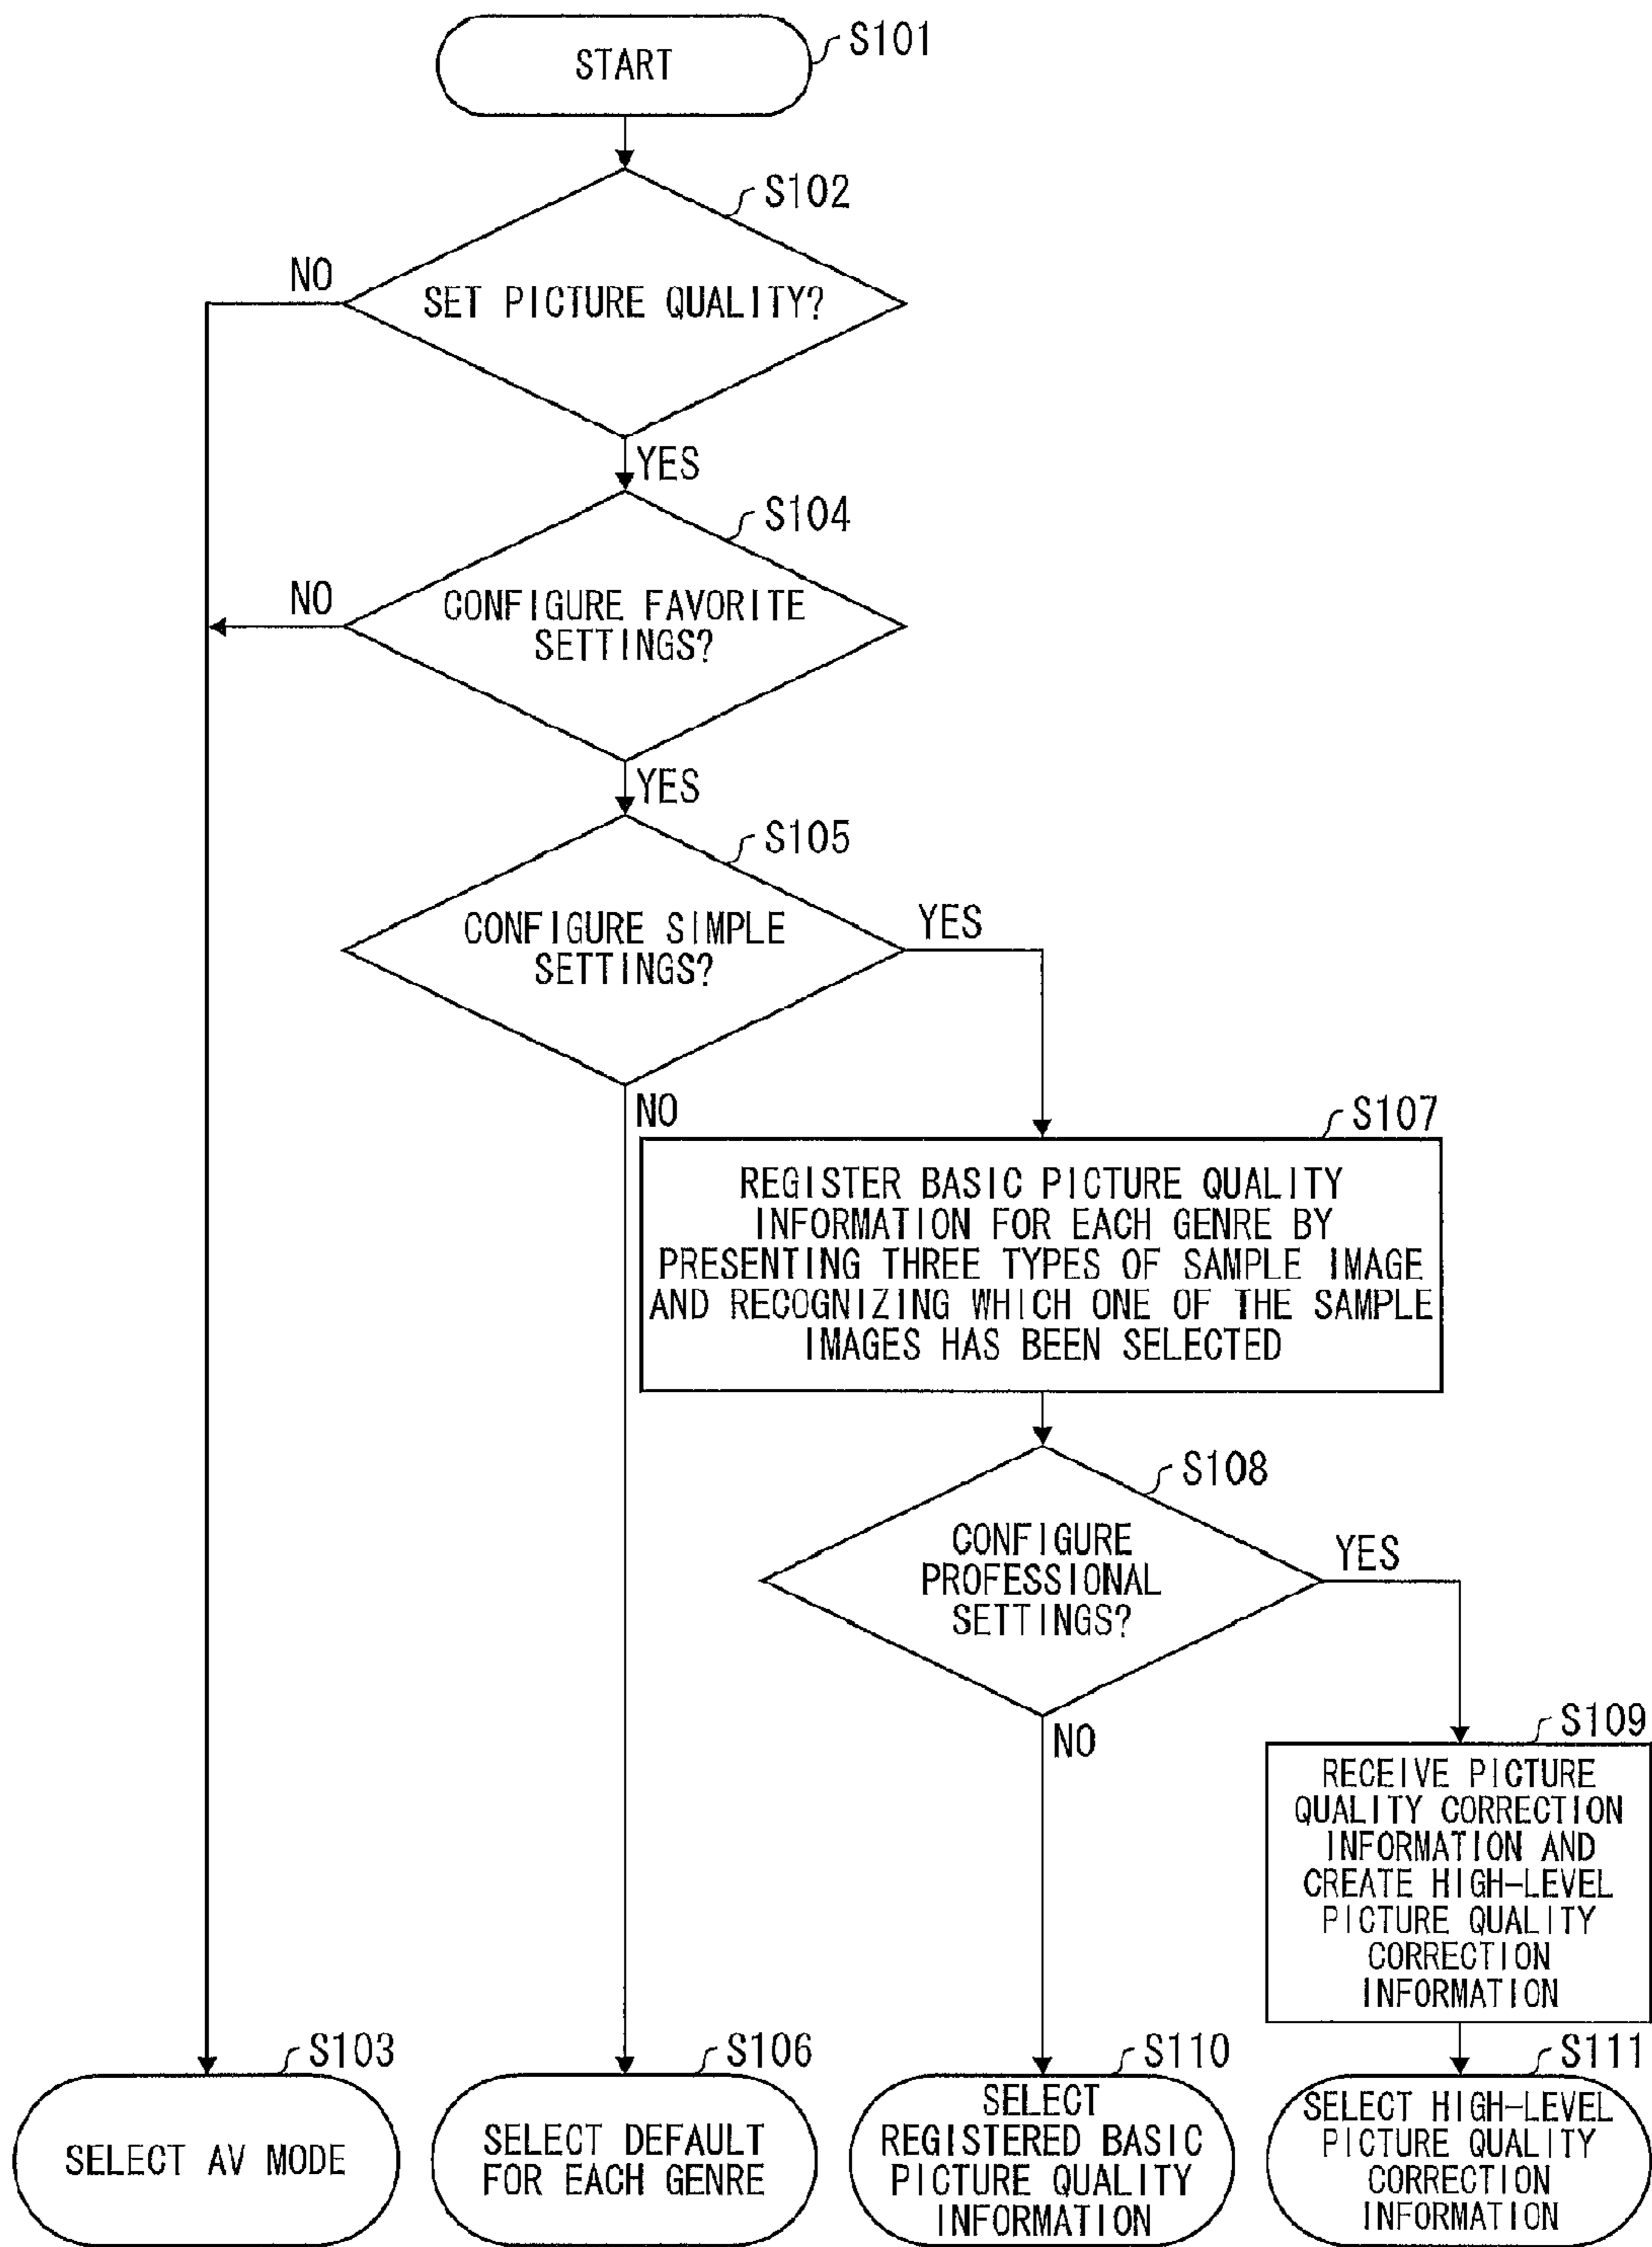 START
S101
S102
NO
SET PICTURE QUALITY?
YES
S104
NO
CONFIGURE FAVORITE
SETTINGS?
YES
S105
CONFIGURE SIMPLE
SETTINGS?
YES
NO
S107
REGISTER BASIC PICTURE QUALITY
INFORMATION FOR EACH GENRE BY
PRESENTING THREE TYPES OF SAMPLE IMAGE
AND RECOGNIZING WHICH ONE OF THE SAMPLE
IMAGES HAS BEEN SELECTED
S108
CONFIGURE
PROFESSIONAL
SETTINGS?
YES
NO
S109
RECEIVE PICTURE
QUALITY CORRECTION
INFORMATION AND
CREATE HIGH-LEVEL
PICTURE QUALITY
CORRECTION
INFORMATION
S103
SELECT AV MODE
S106
SELECT DEFAULT
FOR EACH GENRE
S110
SELECT
REGISTERED BASIC
PICTURE QUALITY
INFORMATION
S111
SELECT HIGH-LEVEL
PICTURE QUALITY
CORRECTION
INFORMATION